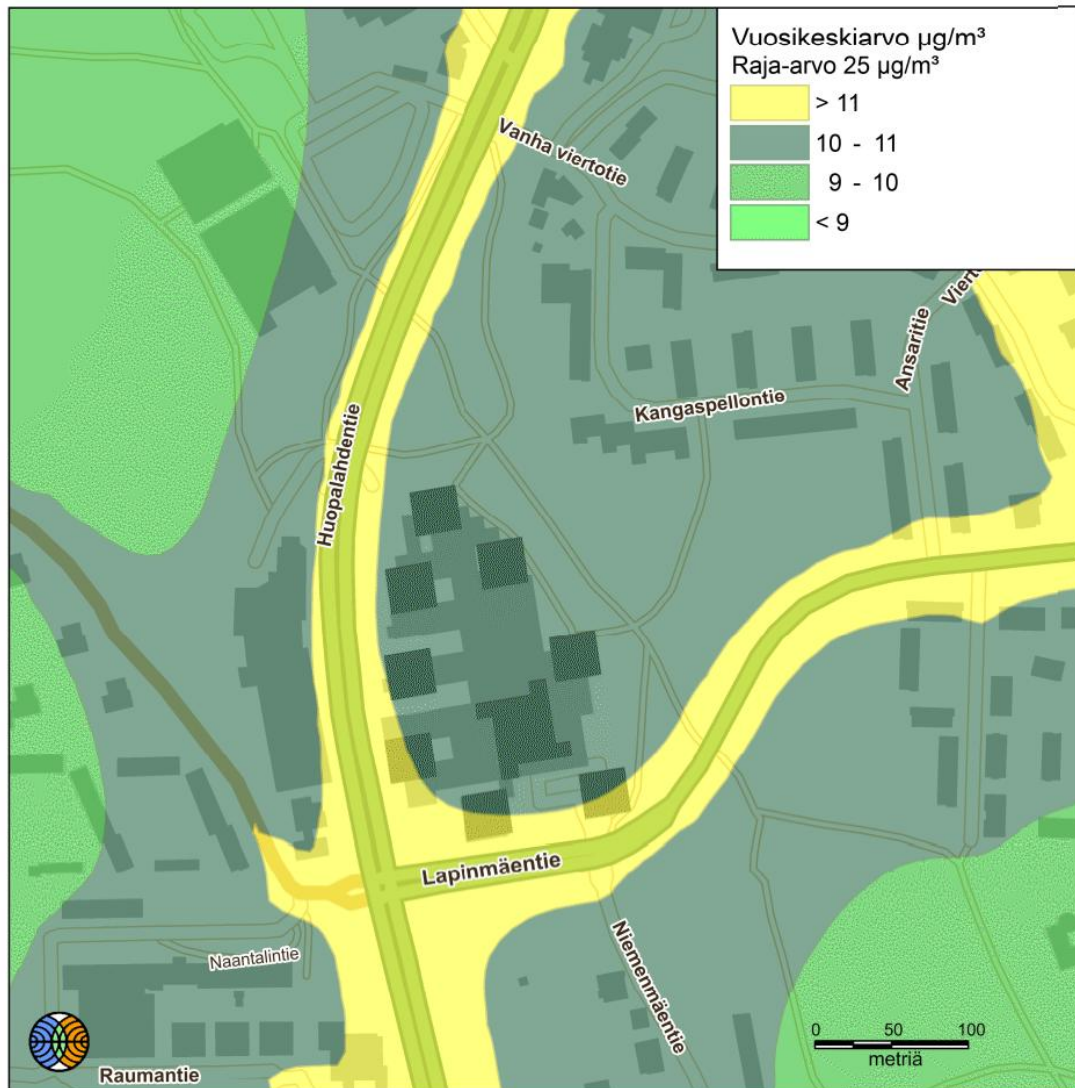 Vuosikeskiarvo µg/m³
Raja-arvo 25 µg/m³
> 11
10 - 11
9 - 10
< 9
Vanha viertotie
Ansaritie
Kangaspellontie
Huopalahdentie
Lapinmäentie
Niemenmäentie
Naantalintie
Raumantie
0 50 100
metriä